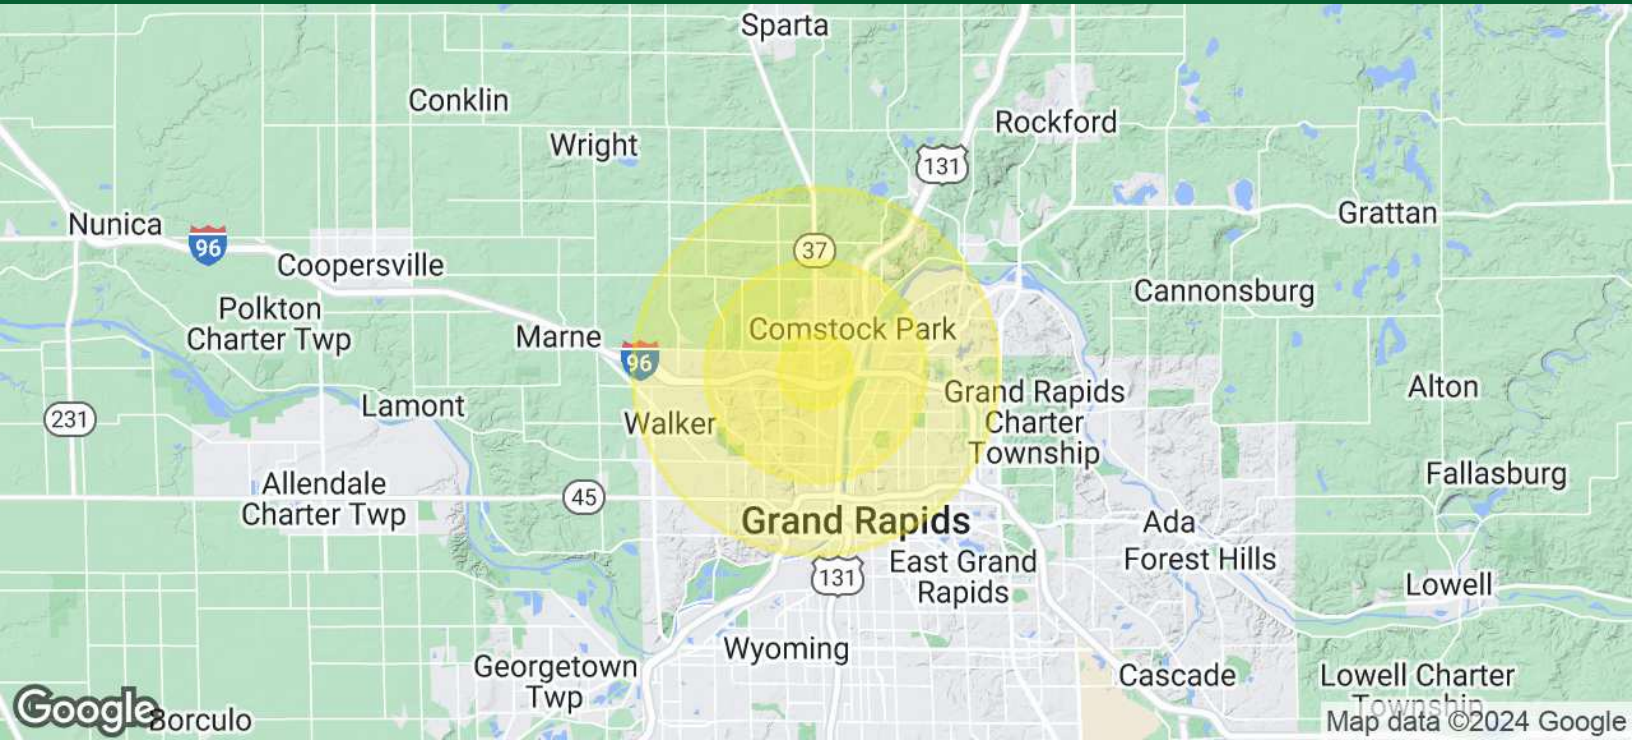 Sparta
Conklin
Rockford
Wright
131
Grattan
Nunica
96
37
Coopersville
Cannonsburg
Polkton
Charter Twp
Comstock Park
Marne
96
Alton
Grand Rapids
Charter
Township
Lamont
231
Walker
Fallasburg
Allendale
Charter Twp
45
Grand Rapids
Ada
East Grand
Rapids
Forest Hills
131
Lowell
Wyoming
Georgetown
Twp
Cascade
Lowell Charter
Township
Google
Borculo
Map data ©2024 Google